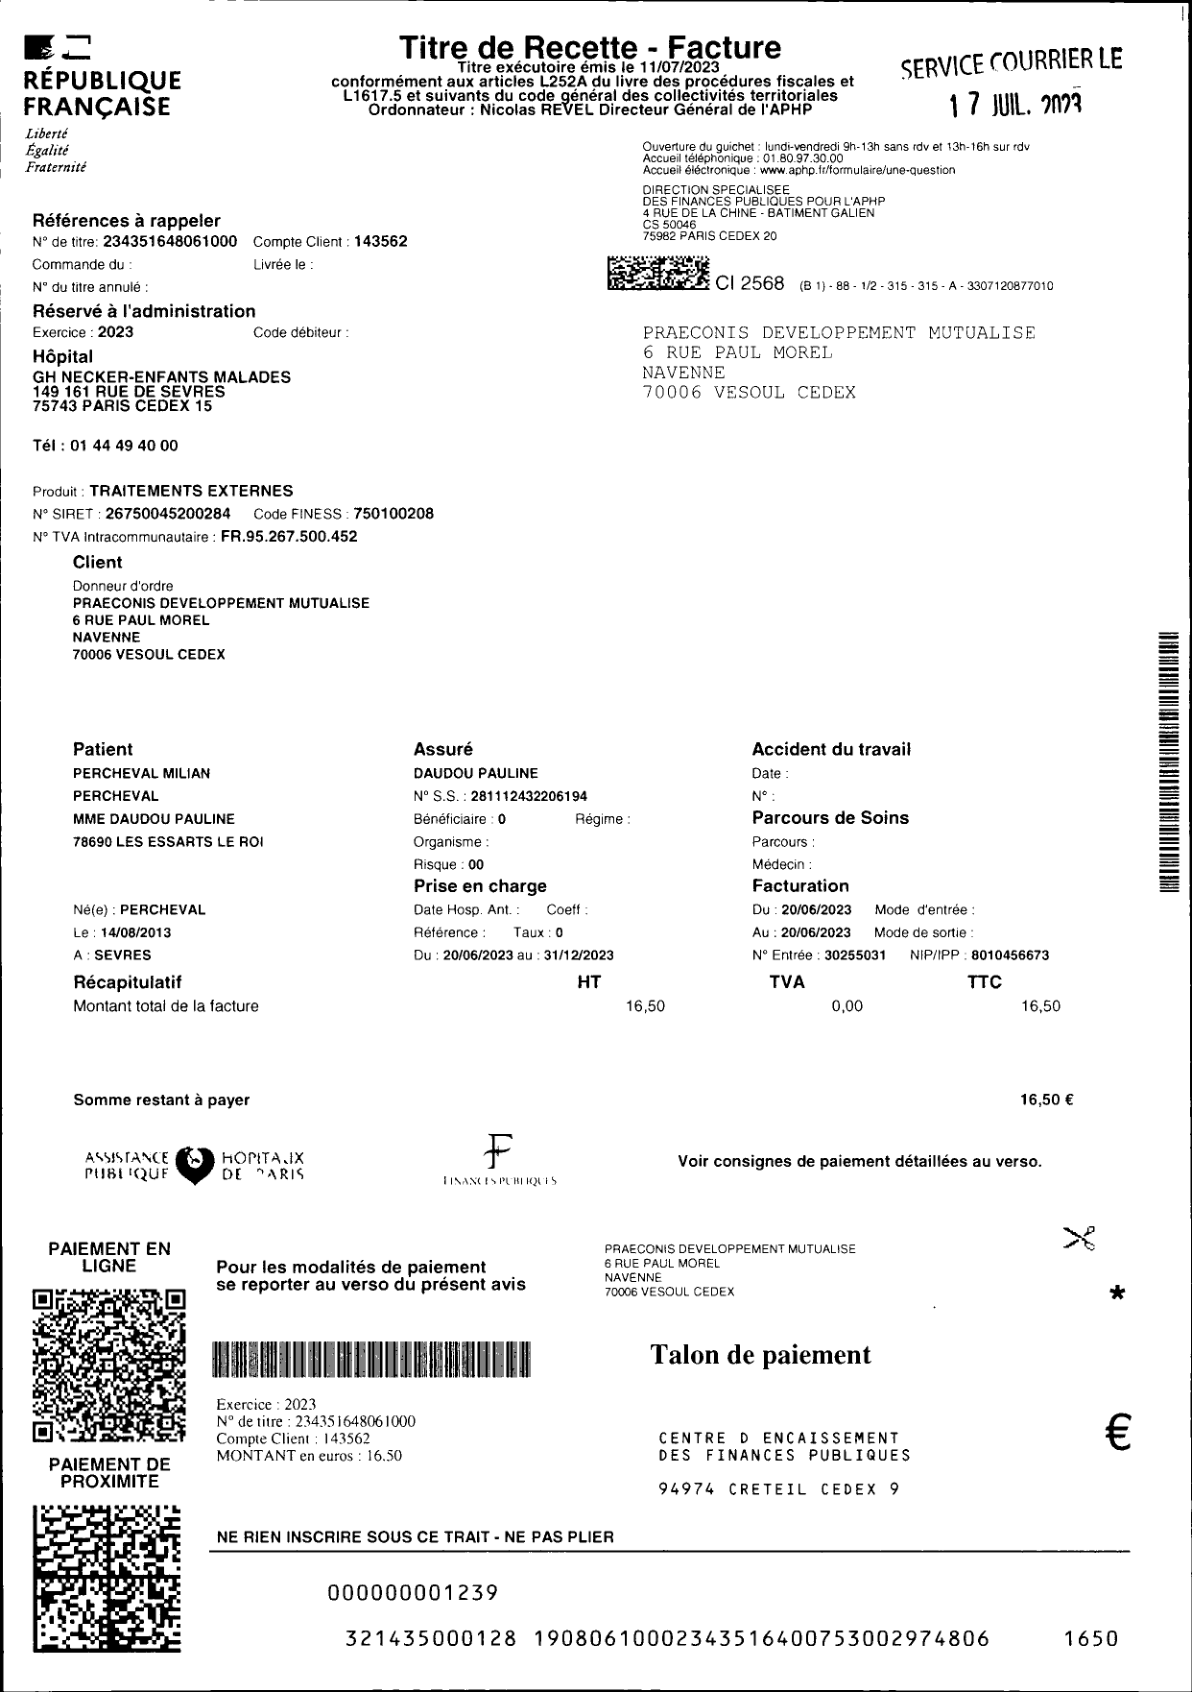 RÉPUBLIQUE
FRANÇAISE
Liberté
Égalité
Fraternité
Titre de Recette - Facture
Titre exécutoire émis le 11/07/2023
conformément aux articles L252A du livre des procédures fiscales et
L1617.5 et suivants du code général des collectivités territoriales
Ordonnateur : Nicolas REVEL Directeur Général de l'APHP
SERVICE COURRIER LE
17 JUIL. 2023
Ouverture du guichet : lundi-vendredi 9h-13h sans rdv et 13h-16h sur rdv
Accueil téléphonique : 01.80.97.30.00
Accueil éléctronique : www.aphp.fr/formulaire/une-question
DIRECTION SPECIALISEE
DES FINANCES PUBLIQUES POUR L'APHP
4 RUE DE LA CHINE - BATIMENT GALIEN
CS 50046
75982 PARIS CEDEX 20
Références à rappeler
N° de titre: 234351648061000 Compte Client : 143562
Commande du : Livrée le :
N° du titre annulé :
CI 2568 (B 1) - 88 - 1/2 - 315 - 315 - A - 3307120877010
Réservé à l'administration
Exercice : 2023 Code débiteur :
Hôpital
GH NECKER-ENFANTS MALADES
149 161 RUE DE SEVRES
75743 PARIS CEDEX 15
Tél : 01 44 49 40 00
PRAECONIS DEVELOPPEMENT MUTUALISE
6 RUE PAUL MOREL
NAVENNE
70006 VESOUL CEDEX
Produit : TRAITEMENTS EXTERNES
N° SIRET : 26750045200284 Code FINESS : 750100208
N° TVA Intracommunautaire : FR.95.267.500.452
Client
Donneur d'ordre
PRAECONIS DEVELOPPEMENT MUTUALISE
6 RUE PAUL MOREL
NAVENNE
70006 VESOUL CEDEX
Patient
PERCHEVAL MILIAN
PERCHEVAL
MME DAUDOU PAULINE
78690 LES ESSARTS LE ROI
Né(e) : PERCHEVAL
Le : 14/08/2013
A : SEVRES
Assuré
DAUDOU PAULINE
N° S.S. : 281112432206194
Bénéficiaire : 0 Régime :
Organisme :
Risque : 00
Prise en charge
Date Hosp. Ant. : Coeff :
Référence : Taux : 0
Du : 20/06/2023 au : 31/12/2023
Accident du travail
Date :
N° :
Parcours de Soins
Parcours :
Médecin :
Facturation
Du : 20/06/2023 Mode d'entrée :
Au : 20/06/2023 Mode de sortie :
N° Entrée : 30255031 NIP/IPP : 8010456673
Récapitulatif HT TVA TTC
Montant total de la facture 16,50 0,00 16,50
Somme restant à payer 16,50 €
ASSISTANCE HOPITAUX
PUBLIQUE DE PARIS
F
FINANCES PUBLIQUES
Voir consignes de paiement détaillées au verso.
PAIEMENT EN
LIGNE
Pour les modalités de paiement
se reporter au verso du présent avis
PRAECONIS DEVELOPPEMENT MUTUALISE
6 RUE PAUL MOREL
NAVENNE
70006 VESOUL CEDEX
*
Talon de paiement
Exercice : 2023
N° de titre : 234351648061000
Compte Client : 143562
MONTANT en euros : 16.50
CENTRE D ENCAISSEMENT
DES FINANCES PUBLIQUES
94974 CRETEIL CEDEX 9
€
PAIEMENT DE
PROXIMITE
NE RIEN INSCRIRE SOUS CE TRAIT - NE PAS PLIER
000000001239
321435000128 19080610002343516400753002974806 1650